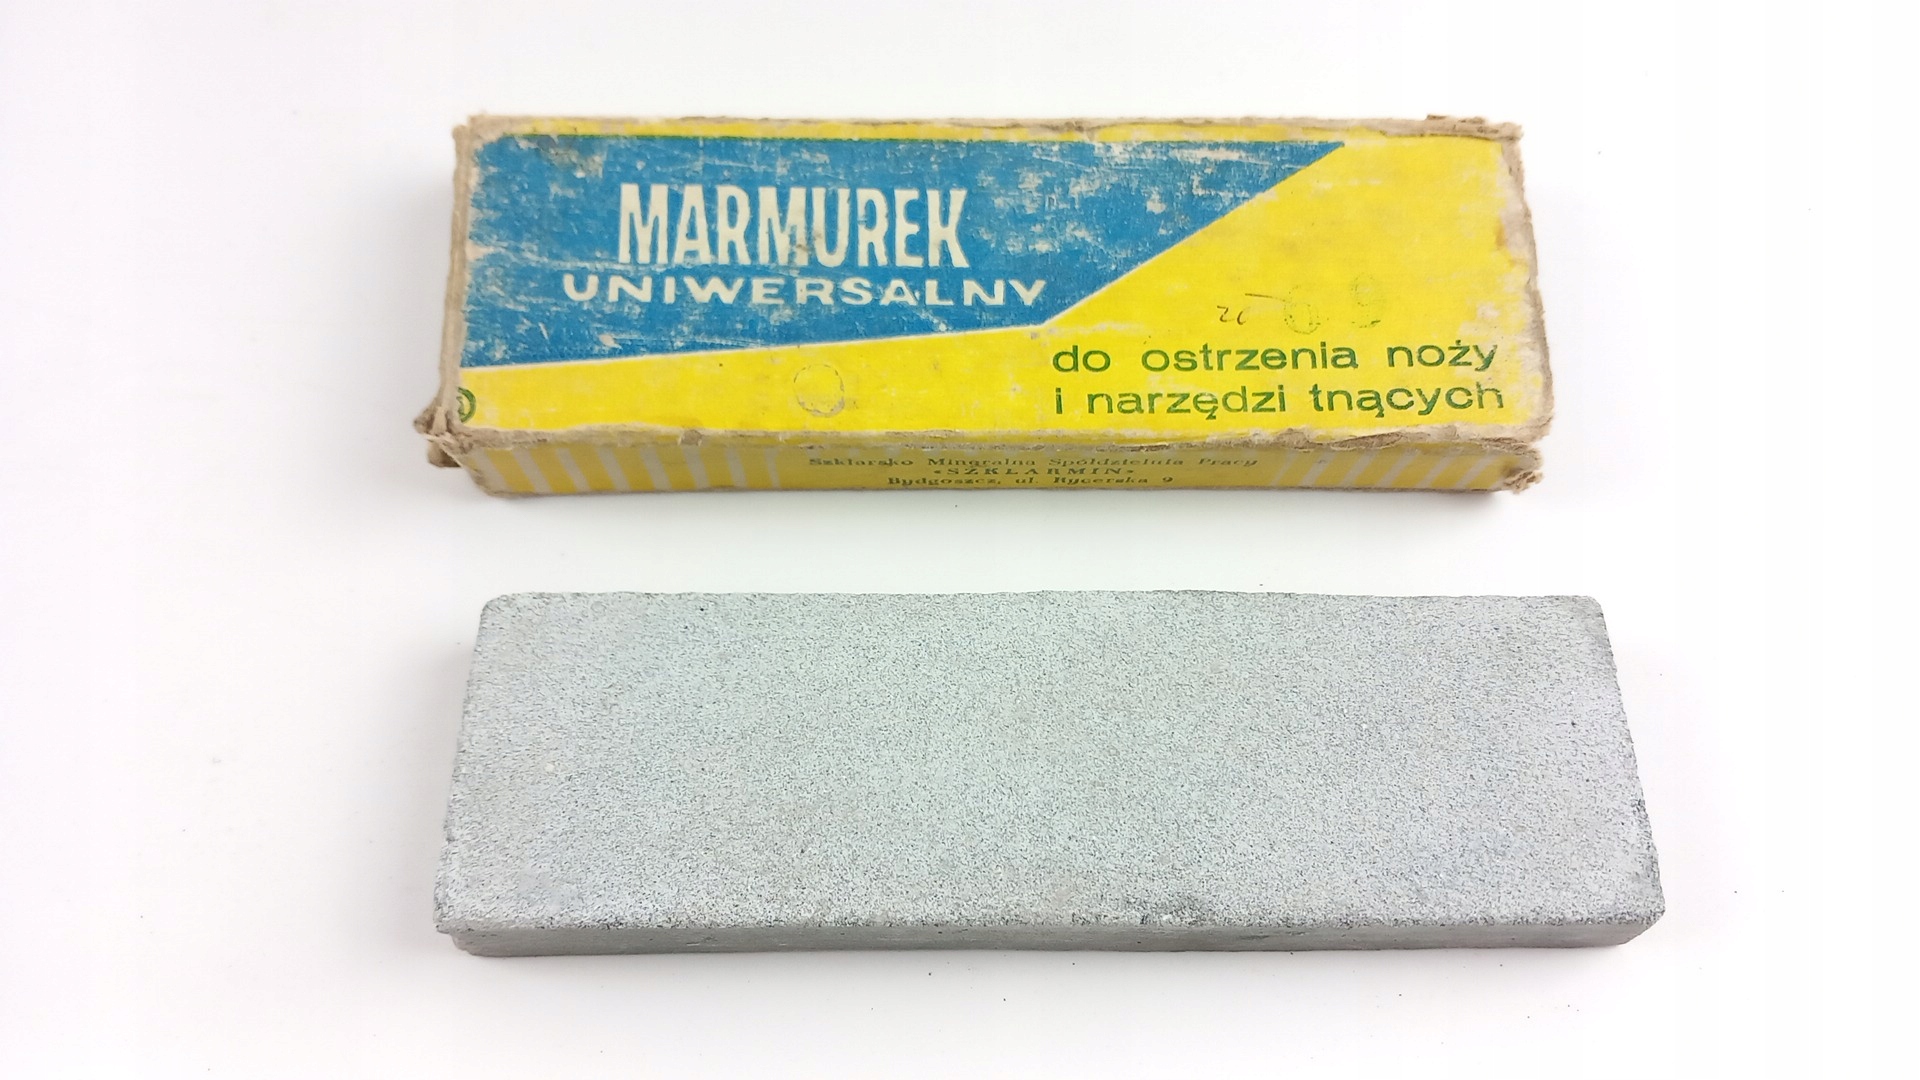 MARMUREK
UNIWERSALNY
do ostrzenia noży
i narzędzi tnących
Szklarsko Mineralna Spółdzielnia Pracy
«SZKLARMIN»
Bydgoszcz, ul. Rycerska 9